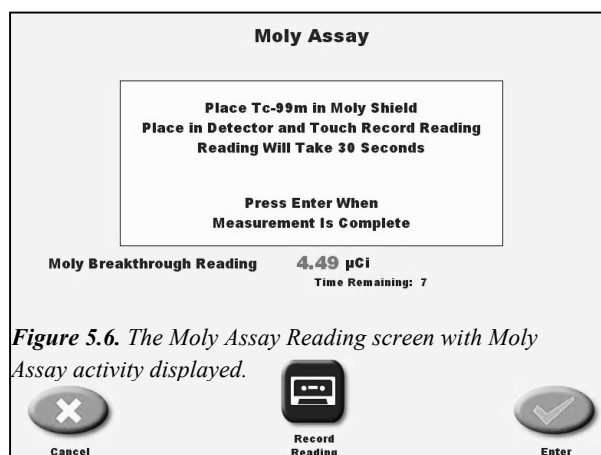 Moly Assay
Place Tc-99m in Moly Shield
Place in Detector and Touch Record Reading
Reading Will Take 30 Seconds
Press Enter When
Measurement Is Complete
Moly Breakthrough Reading 4.49 µCi
Time Remaining: 7
Figure 5.6. The Moly Assay Reading screen with Moly
Assay activity displayed.
Cancel
Record
Reading
Enter